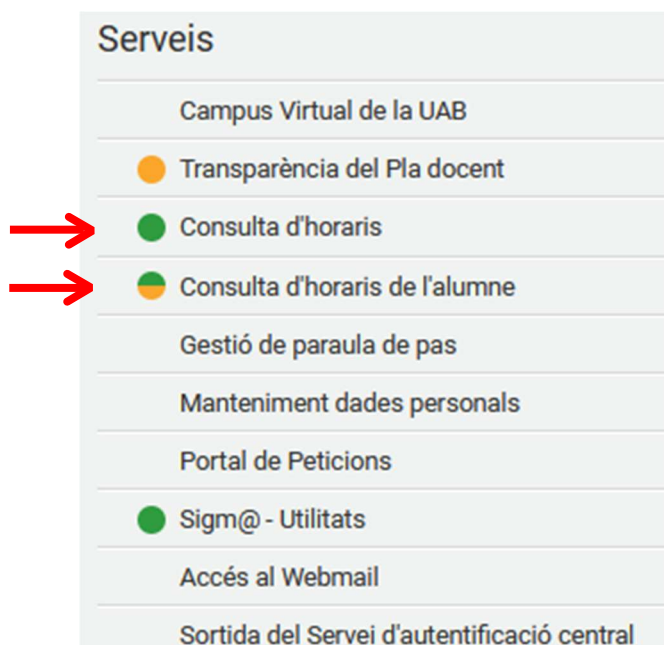 Serveis
Campus Virtual de la UAB
Transparència del Pla docent
Consulta d'horaris
Consulta d'horaris de l'alumne
Gestió de paraula de pas
Manteniment dades personals
Portal de Peticions
Sigm@ - Utilitats
Accés al Webmail
Sortida del Servei d'autentificació central